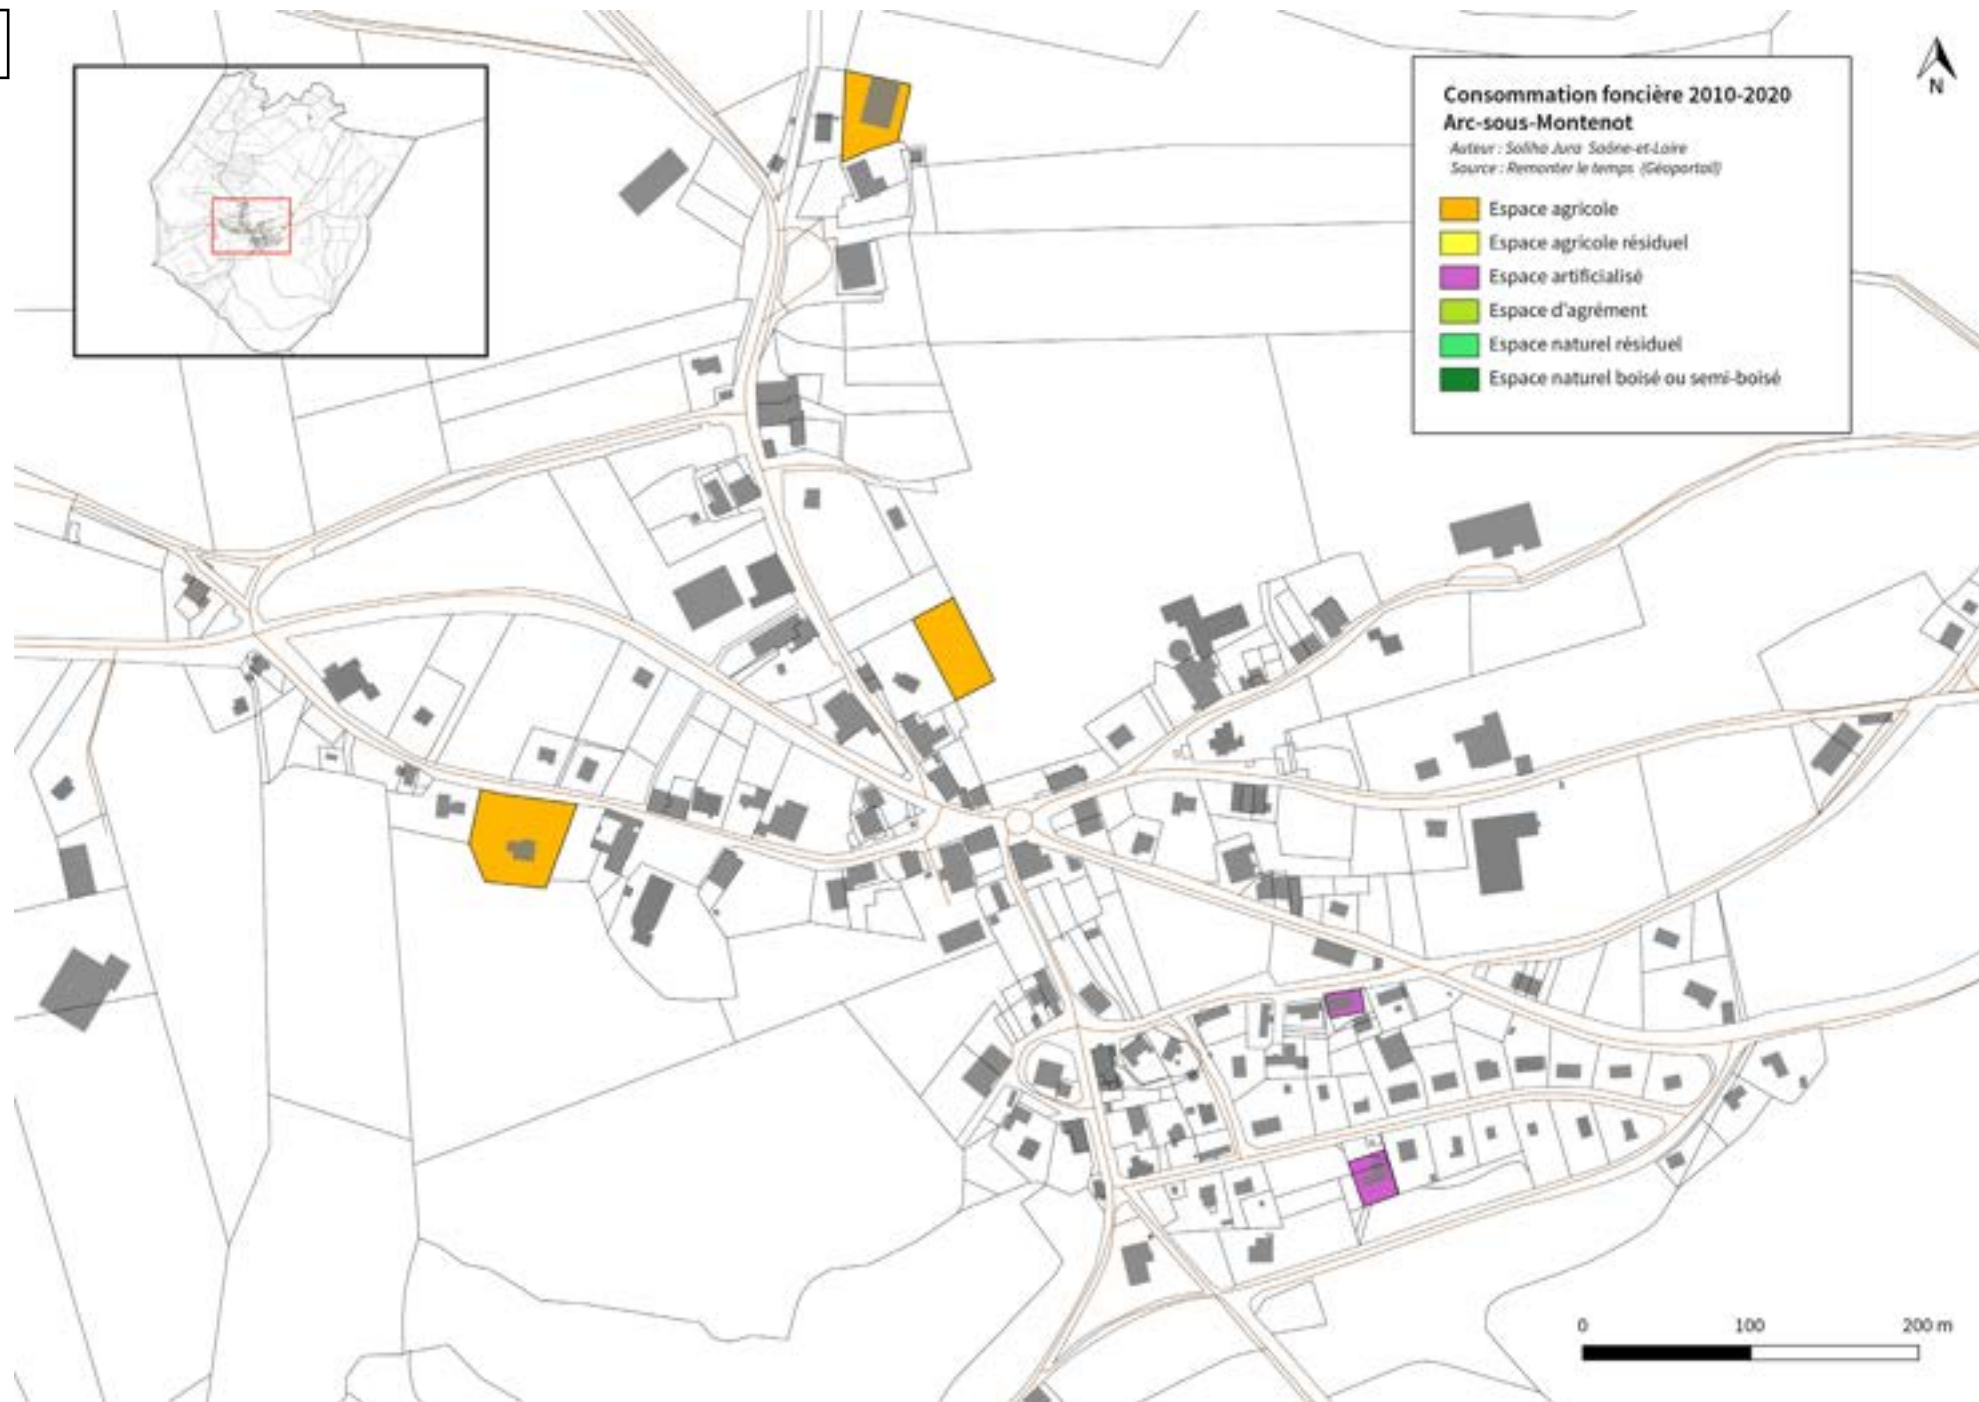 N
Consommation foncière 2010-2020
Arc-sous-Montenot
Auteur : Soliha Jura Saône-et-Loire
Source : Remonter le temps (Géoportail)
Espace agricole
Espace agricole résiduel
Espace artificialisé
Espace d'agrément
Espace naturel résiduel
Espace naturel boisé ou semi-boisé
0 100 200 m